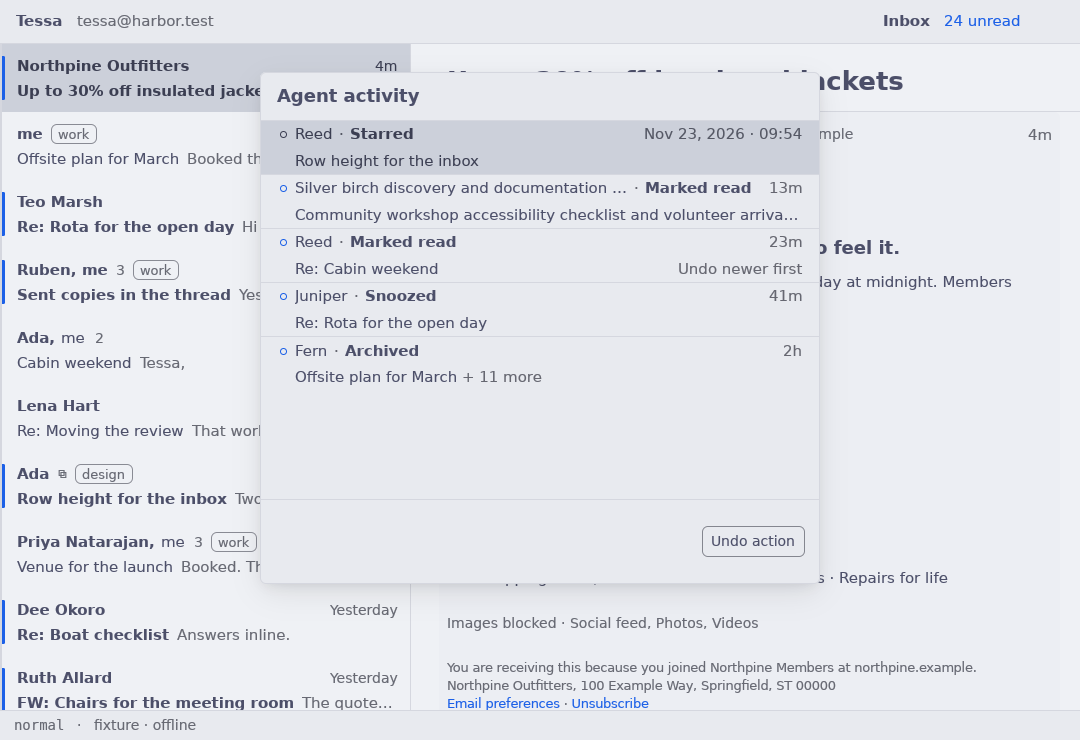 Tessa tessa@harbor.test Inbox 24 unread
Northpine Outfitters 4m
Up to 30% off insulated jacke
ackets
Agent activity
Reed · Starred Nov 23, 2026 · 09:54
Row height for the inbox
Silver birch discovery and documentation … · Marked read 13m
Community workshop accessibility checklist and volunteer arriva…
Reed · Marked read 23m
Re: Cabin weekend Undo newer first
Juniper · Snoozed 41m
Re: Rota for the open day
Fern · Archived 2h
Offsite plan for March + 11 more
Undo action
me work
Offsite plan for March Booked th
Teo Marsh
Re: Rota for the open day Hi
Ruben, me 3 work
Sent copies in the thread Yes
Ada, me 2
Cabin weekend Tessa,
Lena Hart
Re: Moving the review That worl
Ada design
Row height for the inbox Two
Priya Natarajan, me 3 work
Venue for the launch Booked. Th
Dee Okoro Yesterday
Re: Boat checklist Answers inline.
Ruth Allard Yesterday
FW: Chairs for the meeting room The quote…
mple 4m
o feel it.
day at midnight. Members
s · Repairs for life
Images blocked · Social feed, Photos, Videos
You are receiving this because you joined Northpine Members at northpine.example.
Northpine Outfitters, 100 Example Way, Springfield, ST 00000
Email preferences · Unsubscribe
normal · fixture · offline